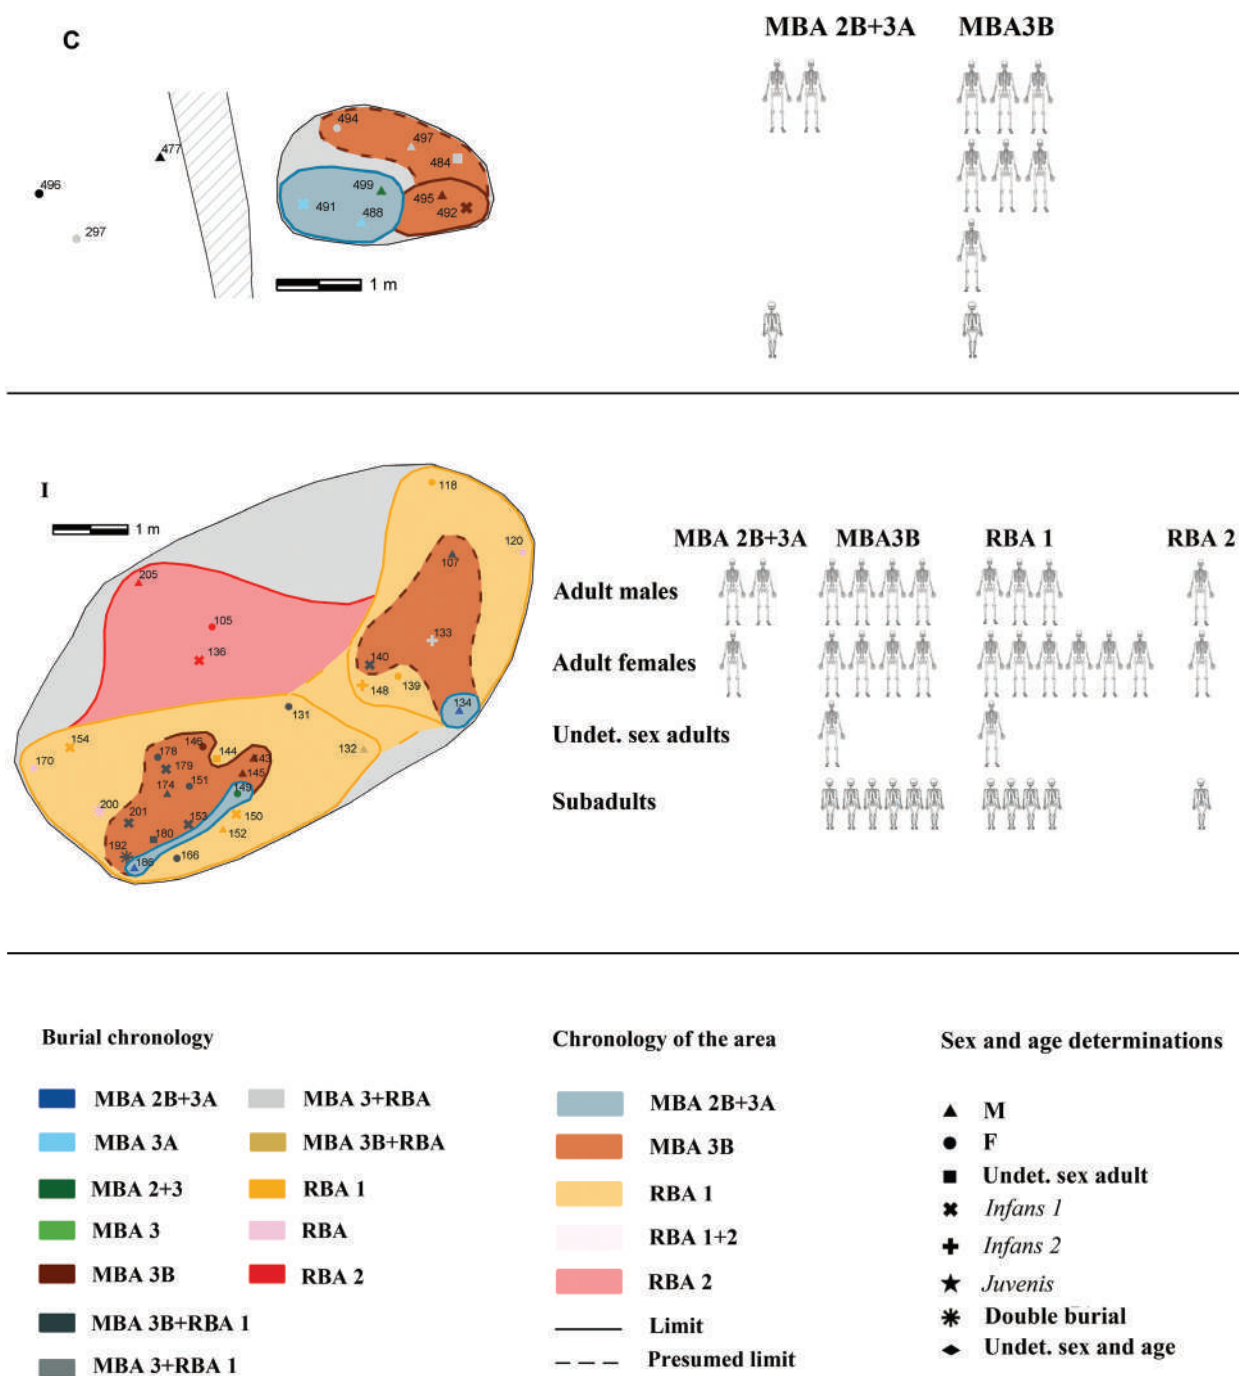 C
MBA 2B+3A MBA3B
494
497
477
484
499
495
496
491
488
492
297
1 m
I
1 m
118
120
107
205
105
133
136
140
148
139
134
131
154
146
132
178
144
143
170
179
145
151
174
149
200
201
153
150
180
152
192
166
186
MBA 2B+3A MBA3B RBA 1 RBA 2
Adult males
Adult females
Undet. sex adults
Subadults
Burial chronology
MBA 2B+3A MBA 3+RBA
MBA 3A MBA 3B+RBA
MBA 2+3 RBA 1
MBA 3 RBA
MBA 3B RBA 2
MBA 3B+RBA 1
MBA 3+RBA 1
Chronology of the area
MBA 2B+3A
MBA 3B
RBA 1
RBA 1+2
RBA 2
Limit
Presumed limit
Sex and age determinations
M
F
Undet. sex adult
Infans 1
Infans 2
Juvenis
Double burial
Undet. sex and age